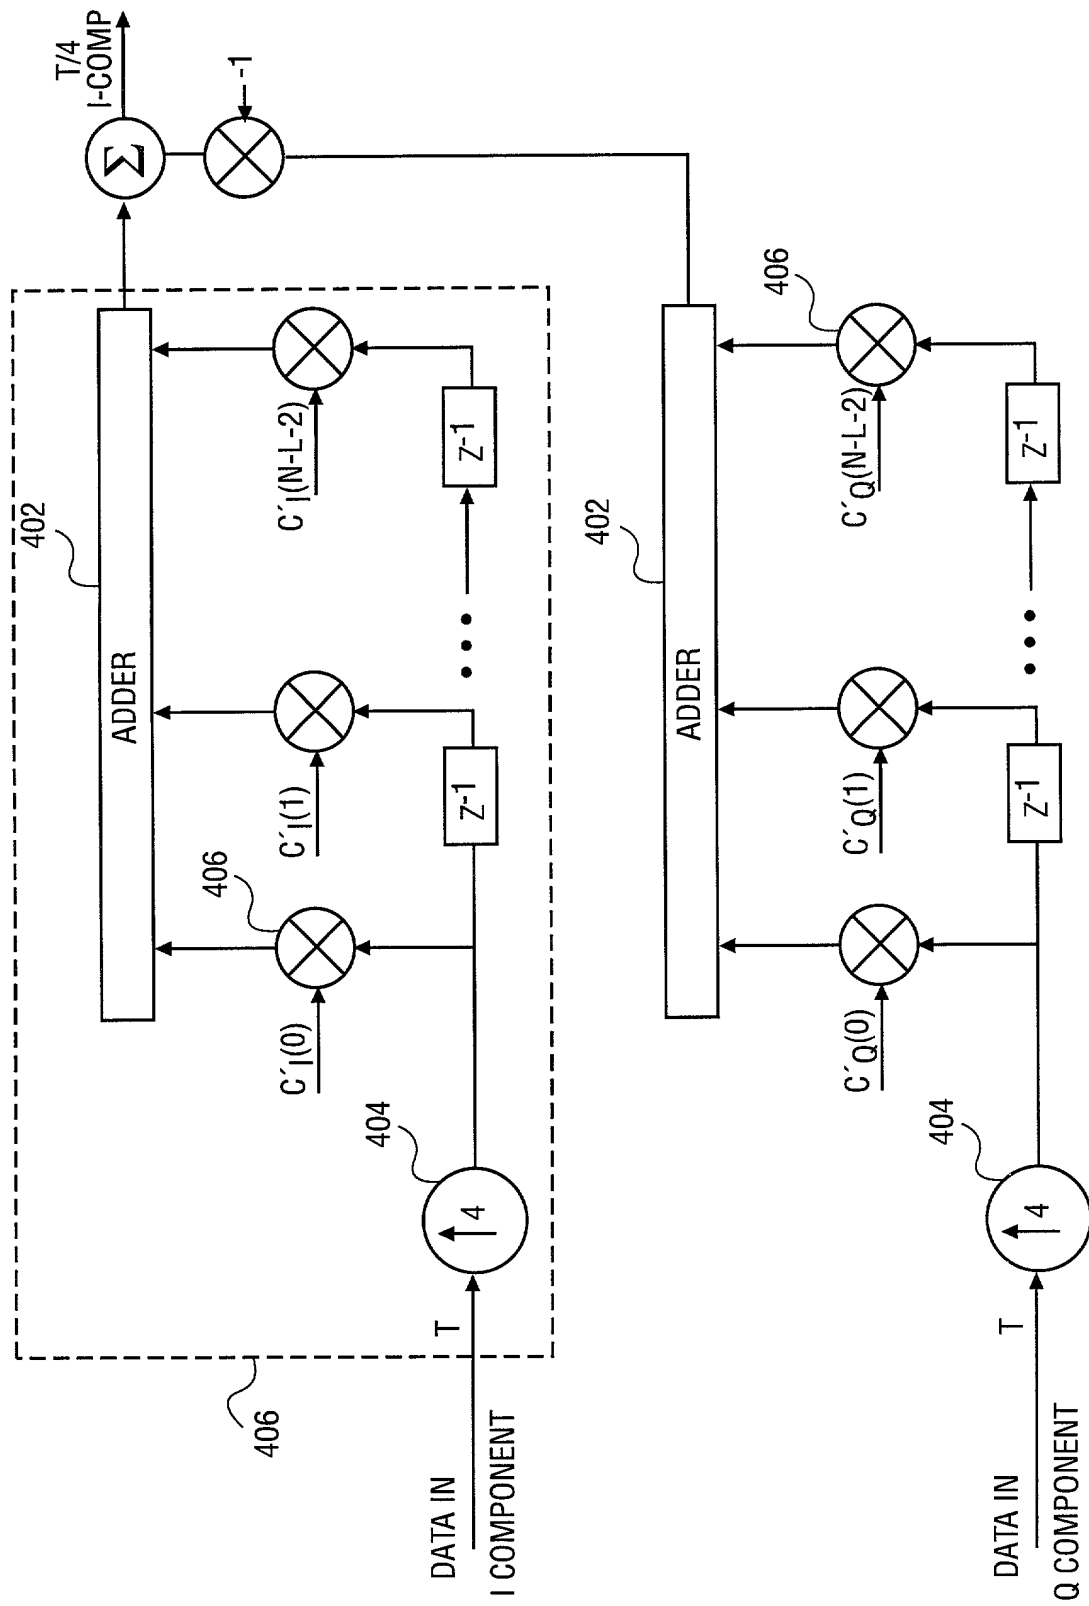 DATA IN
I COMPONENT
T
404
↑4
406
C´I(0)
406
Z-1
C´I(1)
ADDER
402
•••
Z-1
C´I(N-L-2)
Σ
T/4
I-COMP
-1
DATA IN
Q COMPONENT
T
404
↑4
C´Q(0)
Z-1
C´Q(1)
ADDER
402
•••
Z-1
C´Q(N-L-2)
406